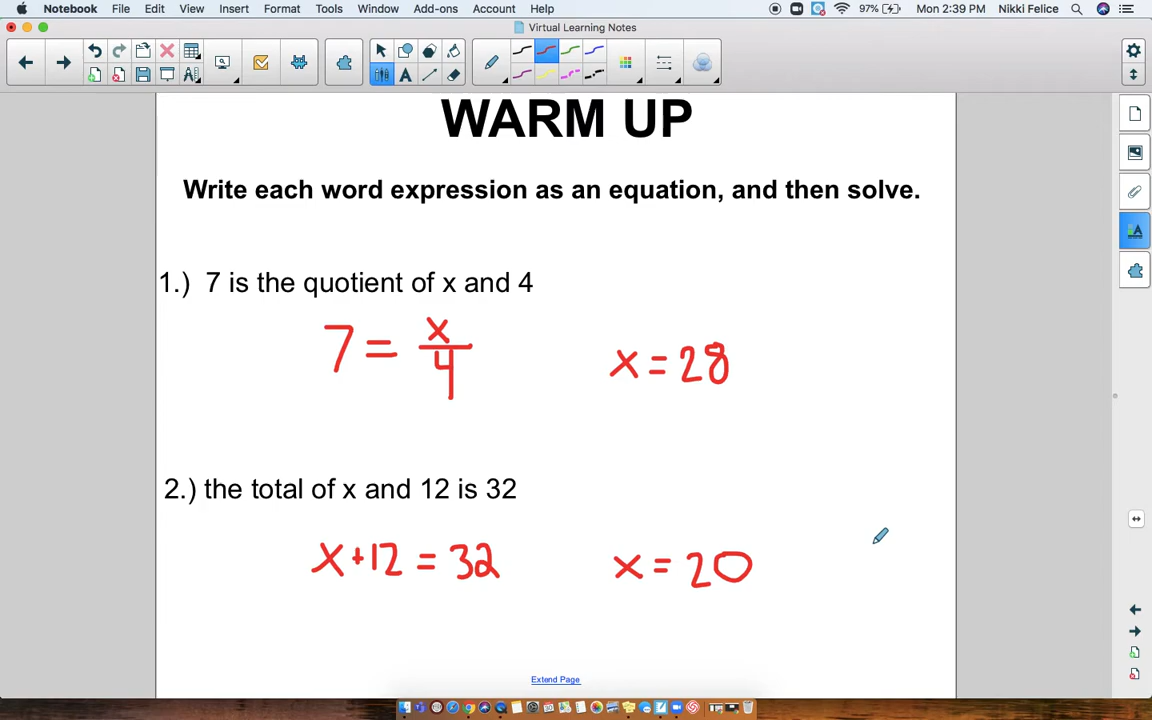 Notebook File Edit View Insert Format Tools Window Add-ons Account Help 97% Mon 2:39 PM Nikki Felice
Virtual Learning Notes
WARM UP
Write each word expression as an equation, and then solve.
1.) 7 is the quotient of x and 4
7 = x/4 x = 28
2.) the total of x and 12 is 32
x+12 = 32 x = 20
Extend Page